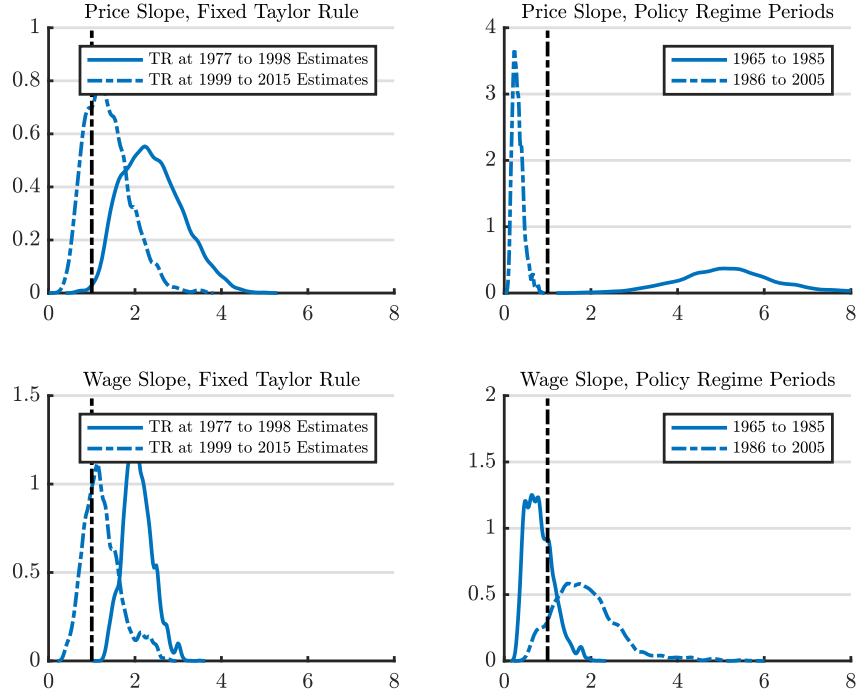 Price Slope, Fixed Taylor Rule
1
0.8
0.6
0.4
0.2
0
0 2 4 6 8
TR at 1977 to 1998 Estimates
TR at 1999 to 2015 Estimates
Price Slope, Policy Regime Periods
4
3
2
1
0
0 2 4 6 8
1965 to 1985
1986 to 2005
Wage Slope, Fixed Taylor Rule
1.5
1
0.5
0
0 2 4 6 8
TR at 1977 to 1998 Estimates
TR at 1999 to 2015 Estimates
Wage Slope, Policy Regime Periods
2
1.5
1
0.5
0
0 2 4 6 8
1965 to 1985
1986 to 2005